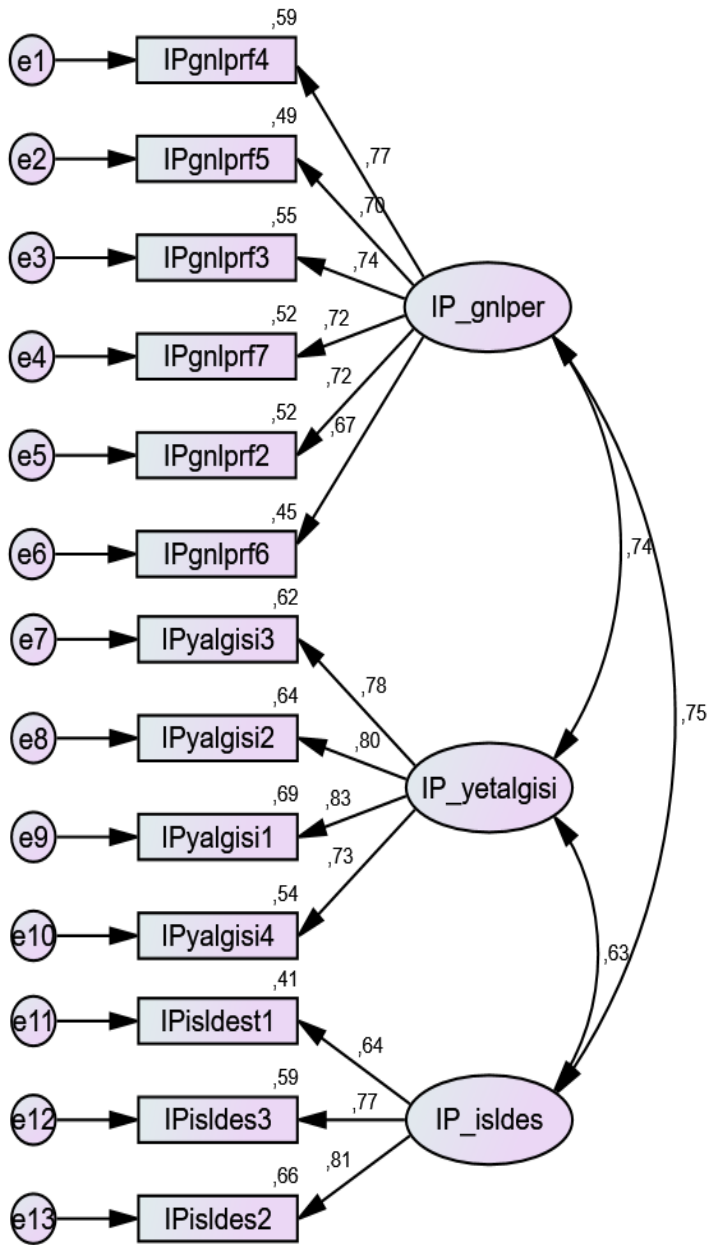 ,59
e1 IPgnlprf4
,77
,49
e2 IPgnlprf5
,70
,55
e3 IPgnlprf3
,74
IP_gnlper
,52
,72
e4 IPgnlprf7
,72
,52
,67
e5 IPgnlprf2
,45
e6 IPgnlprf6
,74
,62
e7 IPyalgisi3
,78
,64
,75
e8 IPyalgisi2
,80
IP_yetalgisi
,69
,83
e9 IPyalgisi1
,73
,54
e10 IPyalgisi4
,63
,41
e11 IPisldest1
,64
,59
,77
e12 IPisldes3
IP_isldes
,81
,66
e13 IPisldes2